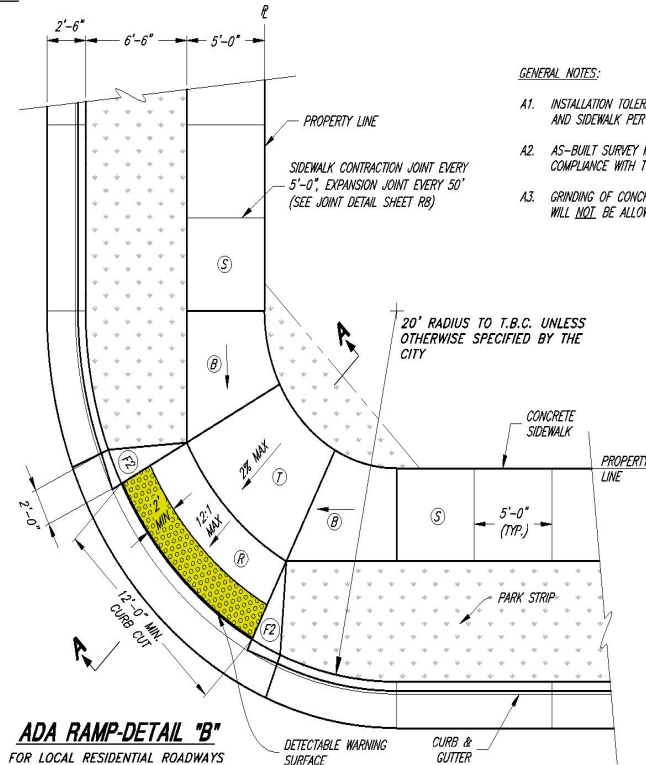 2'-6"
6'-6"
5'-0"
PL
GENERAL NOTES:
A1. INSTALLATION
AND SIDEWALK PER
A2. AS-BUILT SURVEY
COMPLIANCE WITH
A3. GRINDING OF
WILL NOT BE
PROPERTY LINE
SIDEWALK CONTRACTION JOINT EVERY
5'-0", EXPANSION JOINT EVERY 50'
(SEE JOINT DETAIL SHEET R8)
S
20' RADIUS TO T.B.C. UNLESS
OTHERWISE SPECIFIED BY THE
CITY
A
B
CONCRETE
SIDEWALK
PROPERTY
LINE
F2
2% MAX
T
2'-0"
2'
MIN
12:1
MAX
R
B
S
5'-0"
(TYP.)
PARK STRIP
12'-0" MIN.
CURB CUT
F2
A
ADA RAMP-DETAIL "B"
FOR LOCAL RESIDENTIAL ROADWAYS
DETECTABLE WARNING
SURFACE
CURB &
GUTTER